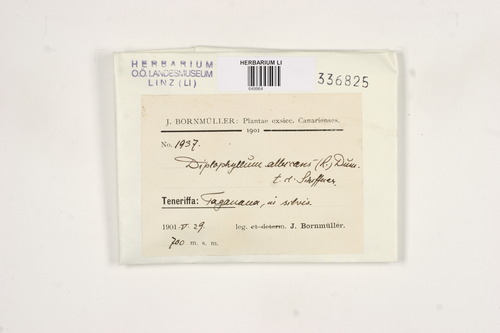 HERBARIUM
O.Ö. LANDESMUSEUM
LINZ (LI)
HERBARIUM LI
336825
J. BORNMÜLLER: Plantae exsicc. Canarienses.
1901
No. 1937.
Diplophyllum albicans (L.) Dum.
t. d. Schiffner
Teneriffa: Taganana, in silvis
1901 V 29. leg. et determ. J. Bornmüller.
700 m. s. m.